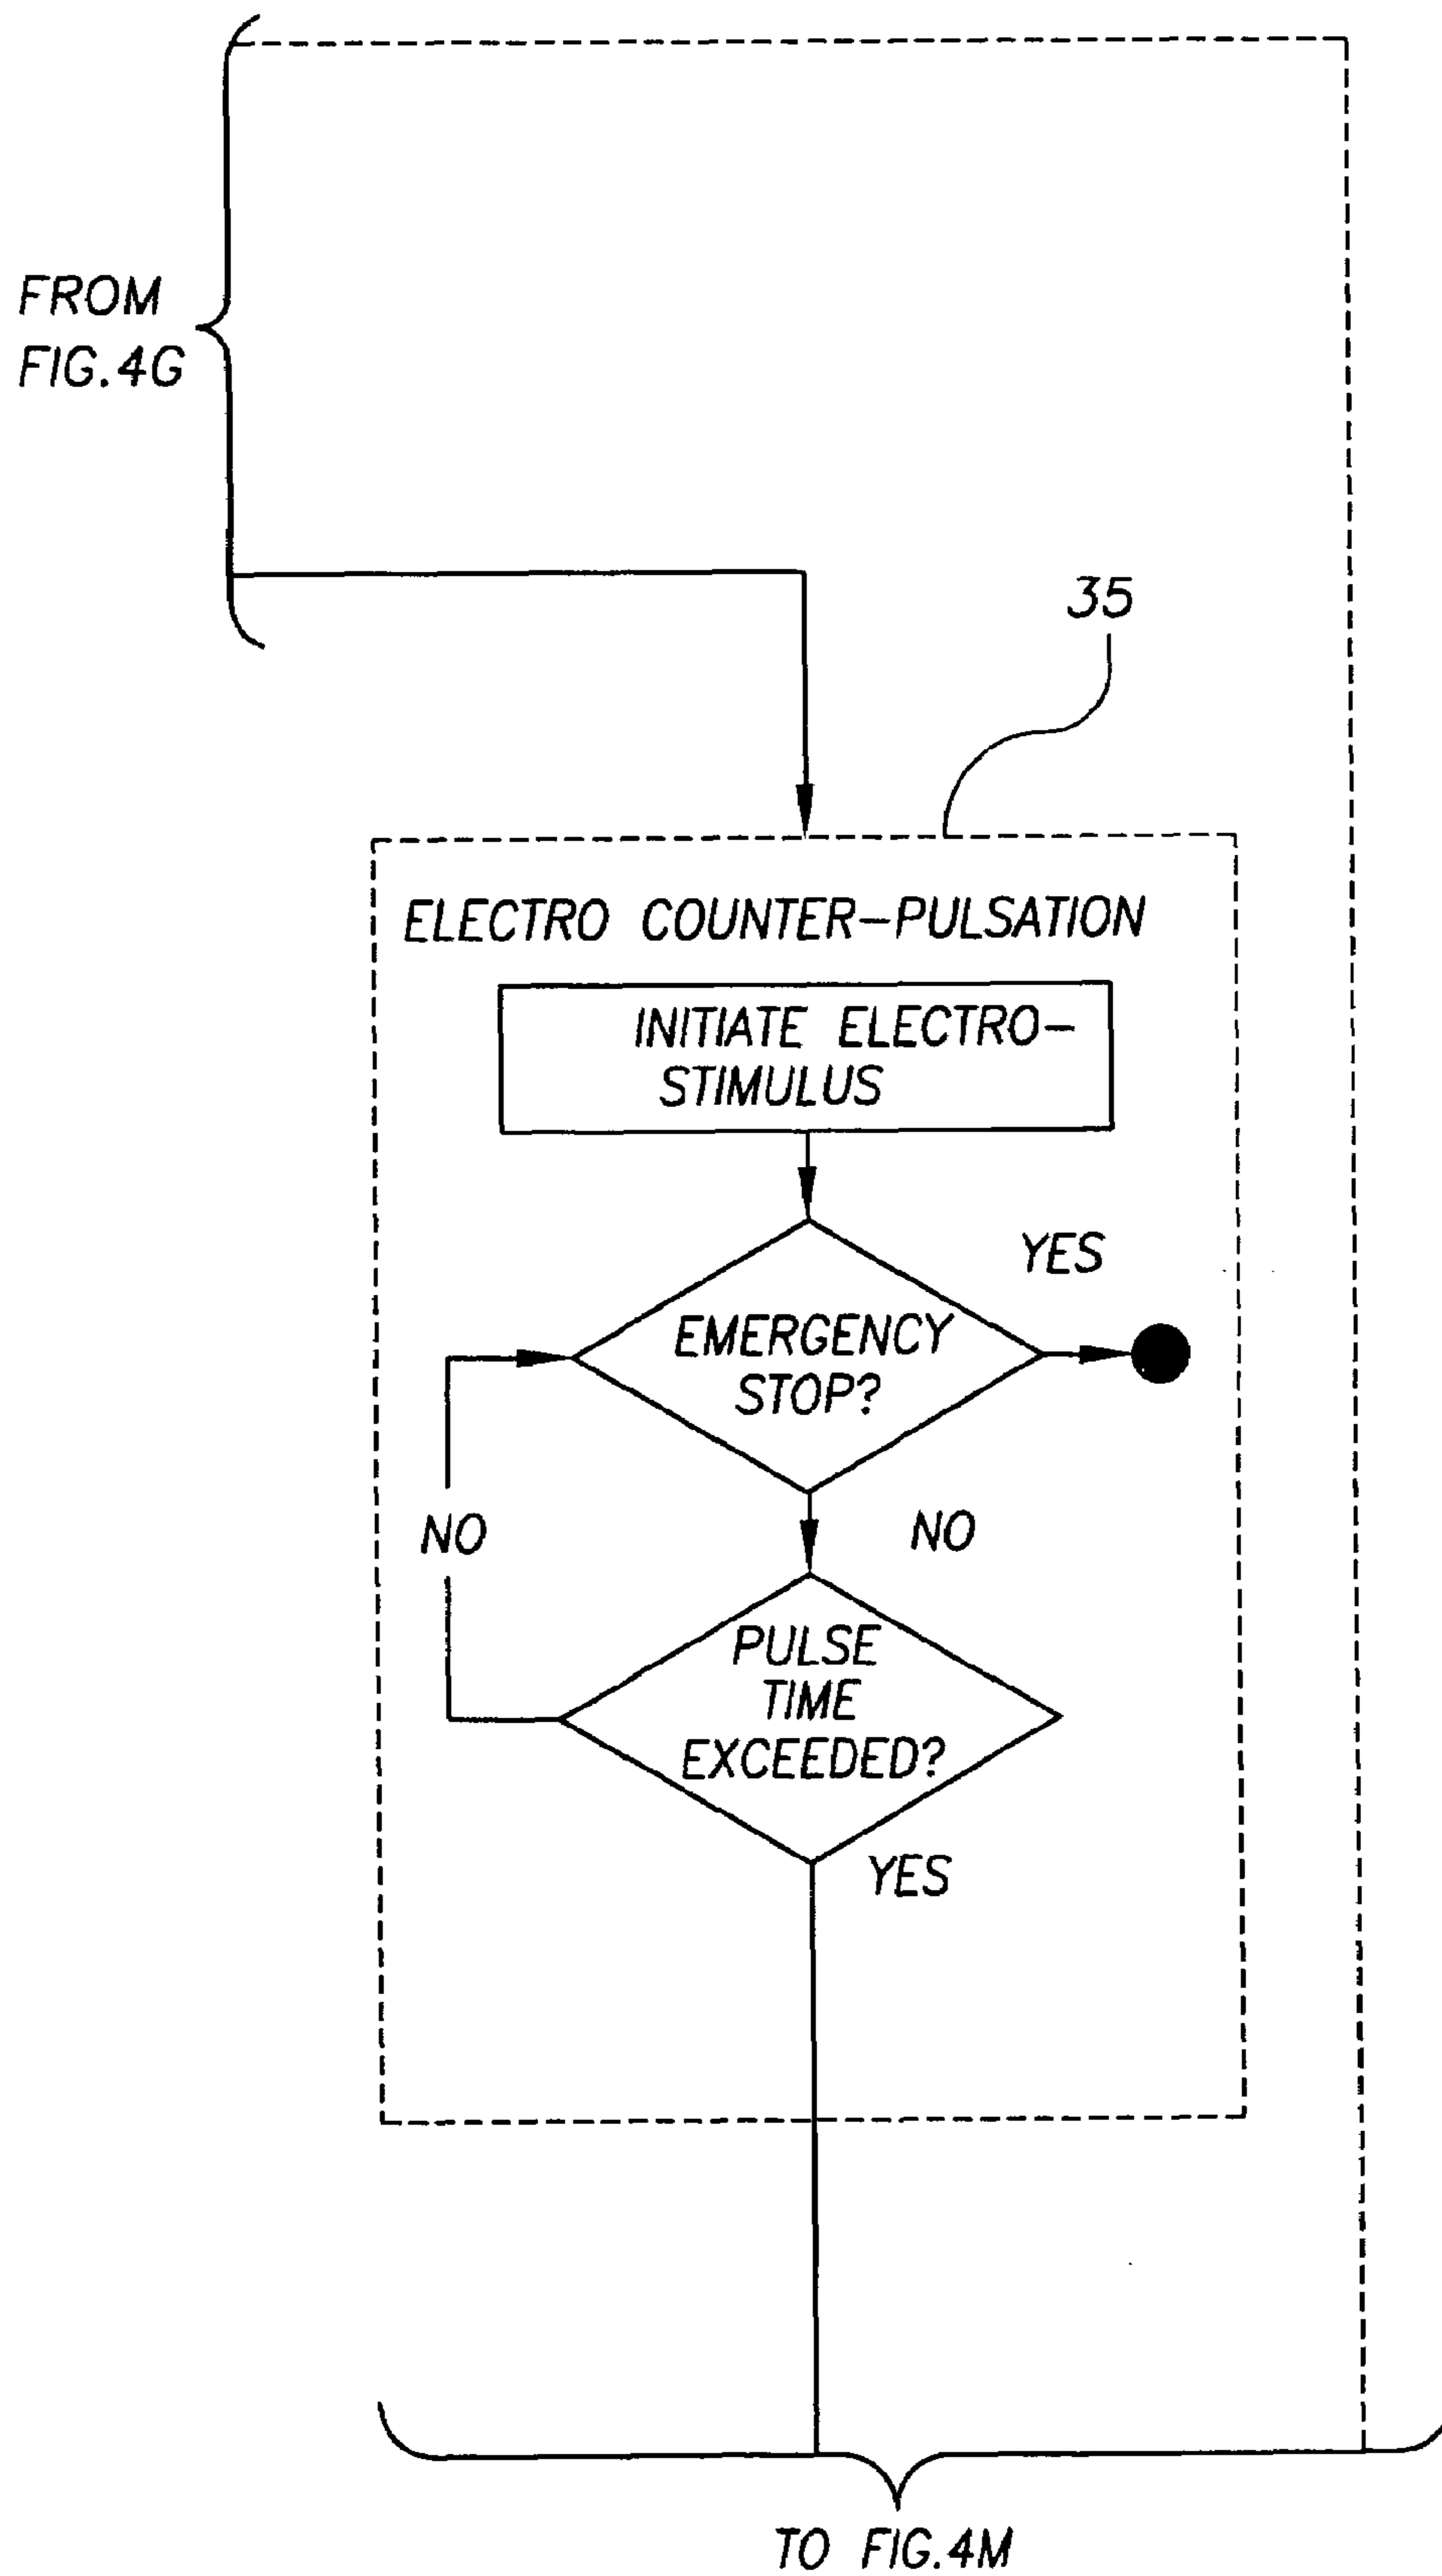 FROM
FIG.4G
35
ELECTRO COUNTER-PULSATION
INITIATE ELECTRO-
STIMULUS
YES
EMERGENCY
STOP?
NO
NO
PULSE
TIME
EXCEEDED?
YES
TO FIG.4M